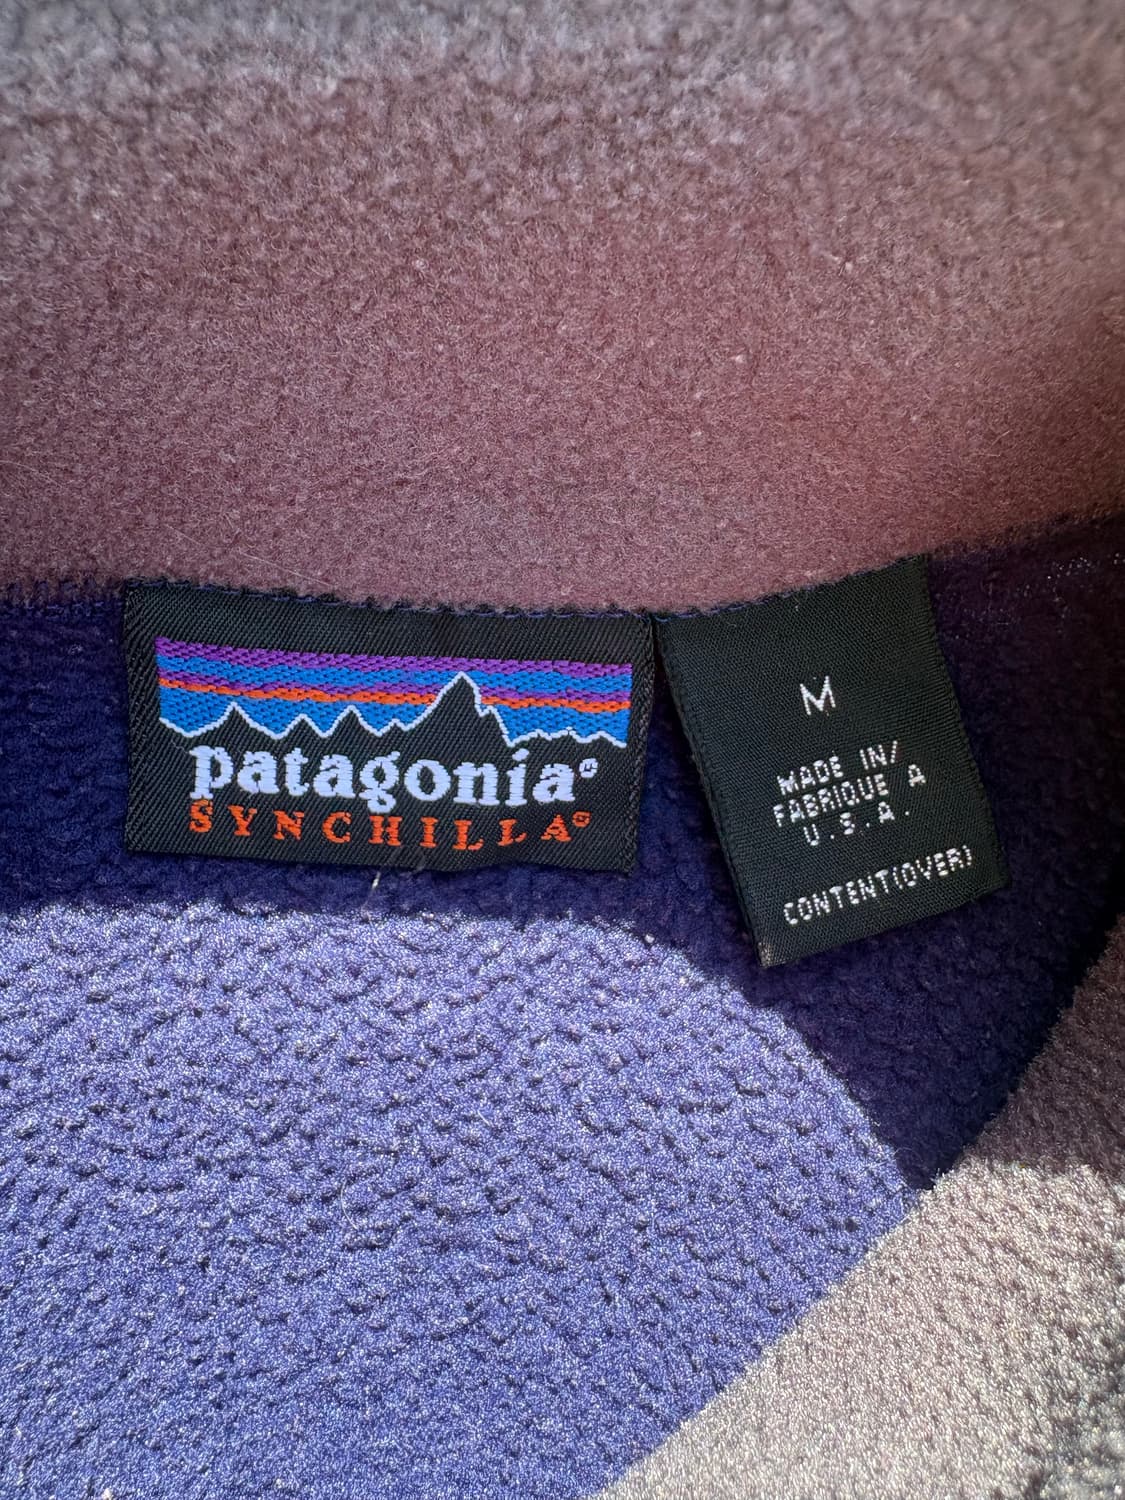 patagonia®
SYNCHILLA®
M
MADE IN/
FABRIQUE A
U.S.A.
CONTENT(OVER)